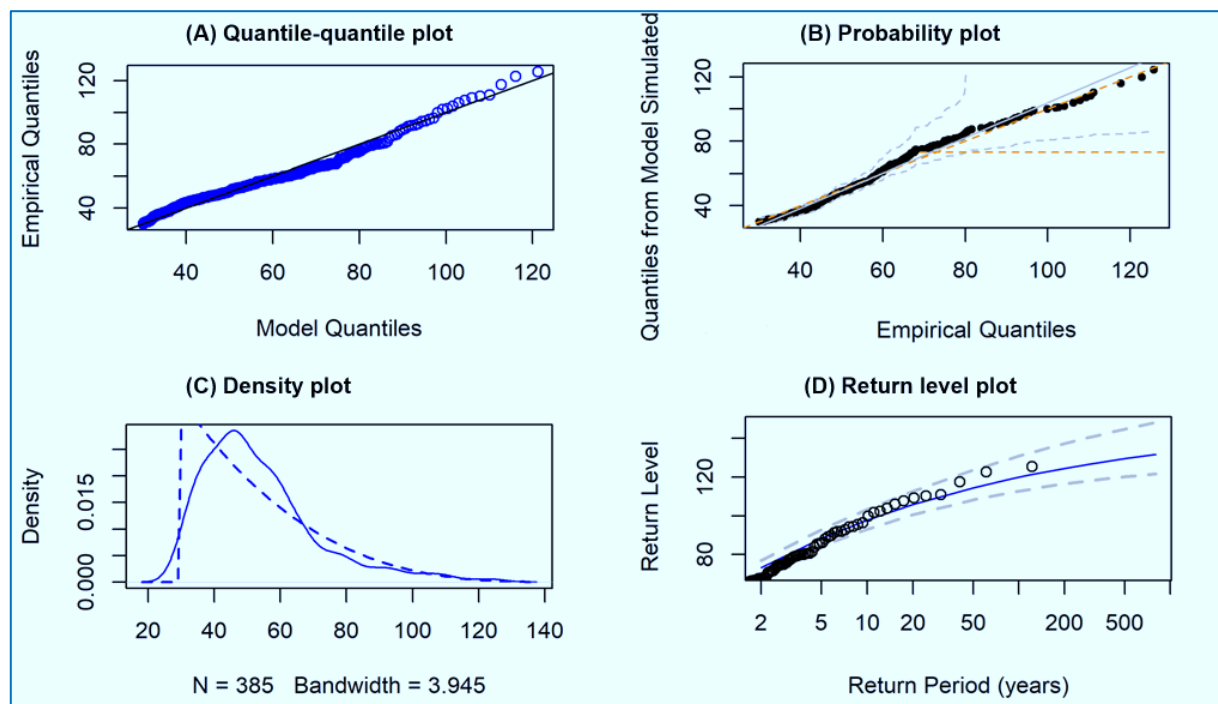 (A) Quantile-quantile plot
Empirical Quantiles
120
80
40
40 60 80 100 120
Model Quantiles
(B) Probability plot
Quantiles from Model Simulated
120
80
40
40 60 80 100 120
Empirical Quantiles
(C) Density plot
Density
0.015
0.000
20 40 60 80 100 120 140
N = 385 Bandwidth = 3.945
(D) Return level plot
Return Level
120
80
2 5 10 20 50 200 500
Return Period (years)